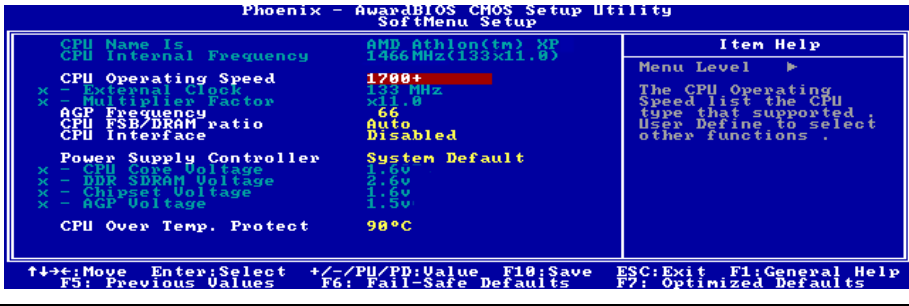 Phoenix - AwardBIOS CMOS Setup Utility
SoftMenu Setup
CPU Name Is AMD Athlon(tm) XP
CPU Internal Frequency 1466MHz(133x11.0)
CPU Operating Speed 1700+
x - External Clock 133 MHz
x - Multiplier Factor x11.0
AGP Frequency 66
CPU FSB/DRAM ratio Auto
CPU Interface Disabled
Power Supply Controller System Default
x - CPU Core Voltage 1.6v
x - DDR SDRAM Voltage 2.6v
x - Chipset Voltage 1.6v
x - AGP Voltage 1.5v
CPU Over Temp. Protect 90°C
Item Help
Menu Level ►
The CPU Operating
Speed list the CPU
type that supported .
User Define to select
other functions .
↑↓→←:Move Enter:Select +/-/PU/PD:Value F10:Save ESC:Exit F1:General Help
F5: Previous Values F6: Fail-Safe Defaults F7: Optimized Defaults